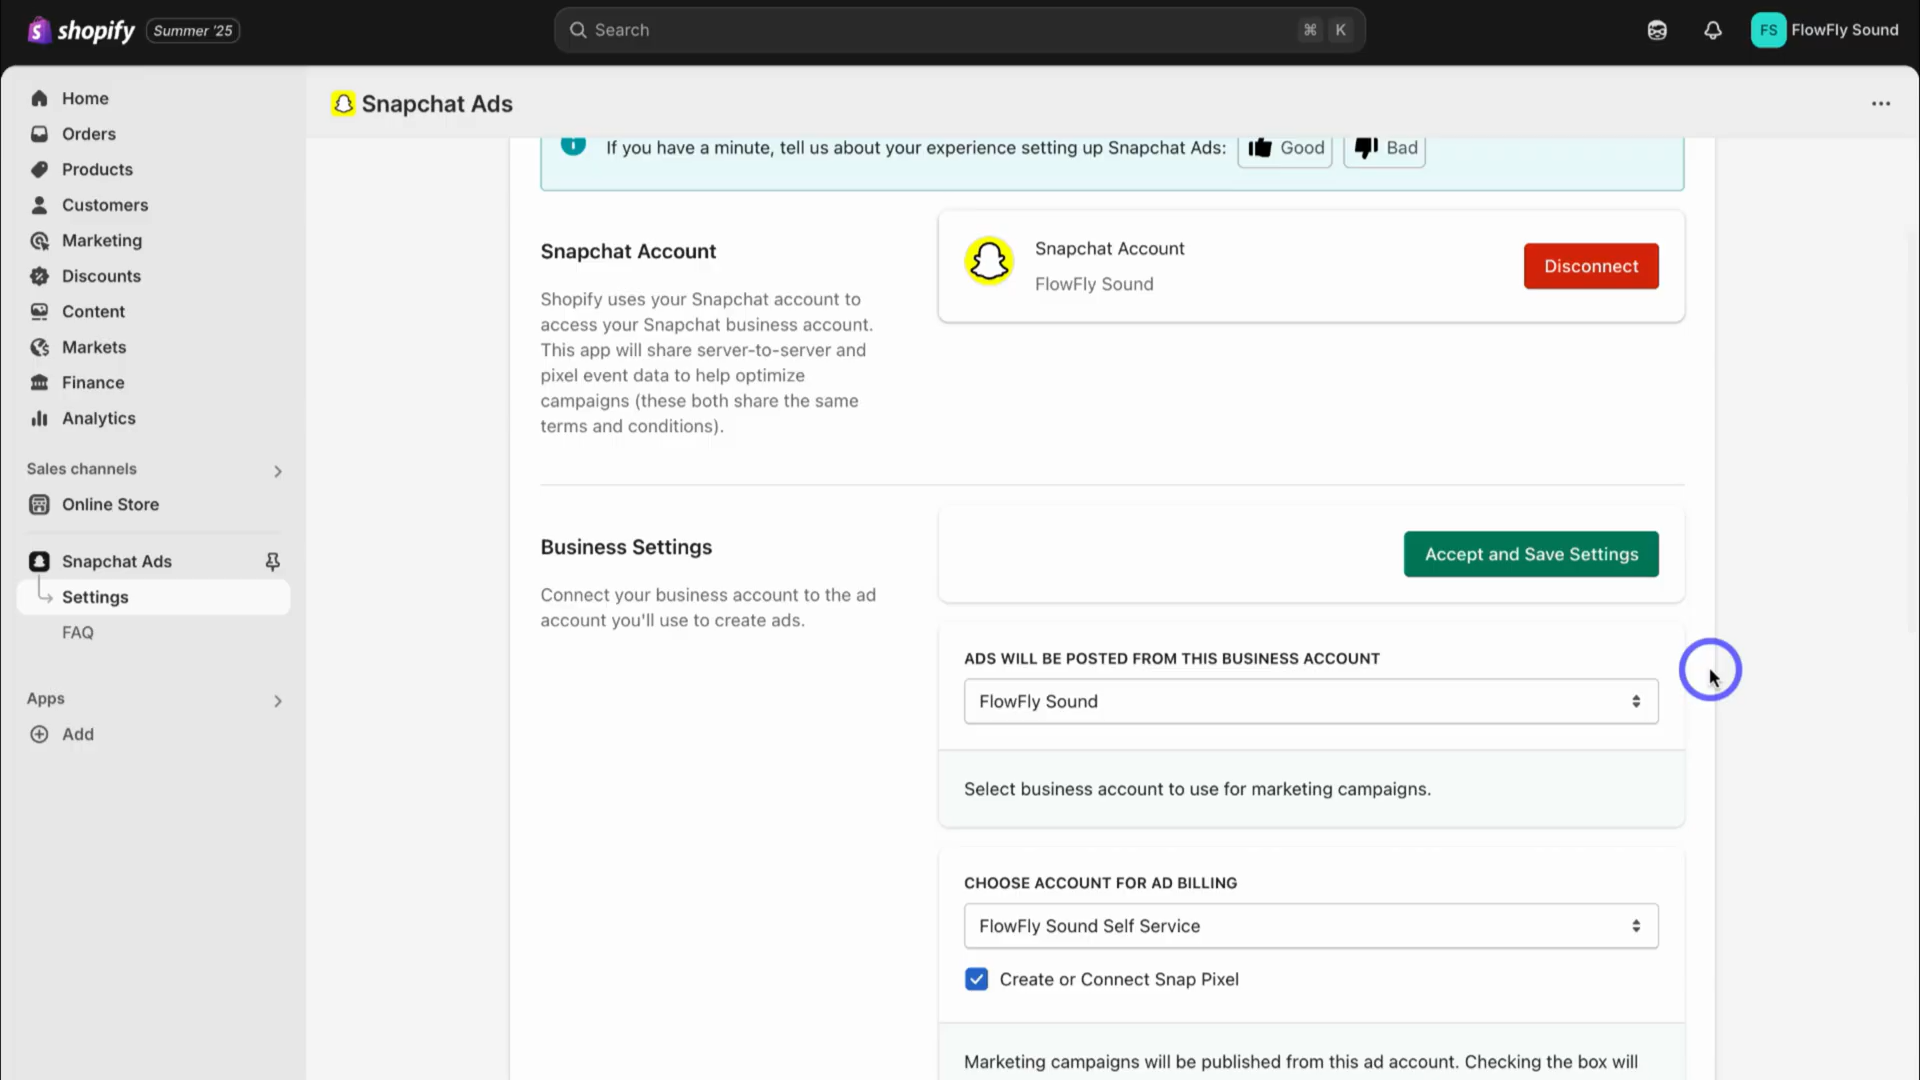 shopify
Summer '25
Search
⌘ K
FS
FlowFly Sound
Home
Orders
Products
Customers
Marketing
Discounts
Content
Markets
Finance
Analytics
Sales channels
Online Store
Snapchat Ads
Settings
FAQ
Apps
Add
Snapchat Ads
If you have a minute, tell us about your experience setting up Snapchat Ads: Good Bad
Snapchat Account
Shopify uses your Snapchat account to
access your Snapchat business account.
This app will share server-to-server and
pixel event data to help optimize
campaigns (these both share the same
terms and conditions).
Snapchat Account
FlowFly Sound
Disconnect
Business Settings
Connect your business account to the ad
account you'll use to create ads.
Accept and Save Settings
ADS WILL BE POSTED FROM THIS BUSINESS ACCOUNT
FlowFly Sound
Select business account to use for marketing campaigns.
CHOOSE ACCOUNT FOR AD BILLING
FlowFly Sound Self Service
Create or Connect Snap Pixel
Marketing campaigns will be published from this ad account. Checking the box will